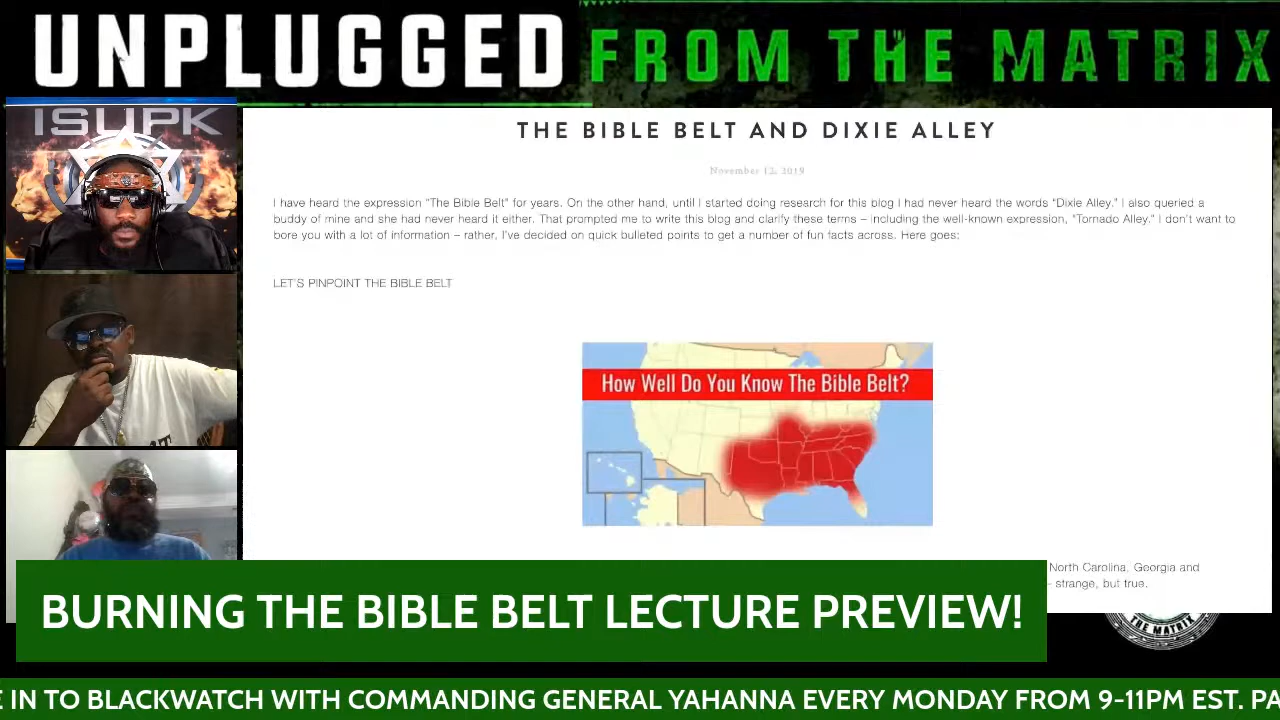 UNPLUGGED FROM THE MATRIX
ISUPK
THE BIBLE BELT AND DIXIE ALLEY
November 12, 2019
I have heard the expression "The Bible Belt" for years. On the other hand, until I started doing research for this blog I had never heard the words "Dixie Alley." I also queried a
buddy of mine and she had never heard it either. That prompted me to write this blog and clarify these terms – including the well-known expression, "Tornado Alley." I don't want to
bore you with a lot of information – rather, I've decided on quick bulleted points to get a number of fun facts across. Here goes:
LET'S PINPOINT THE BIBLE BELT
How Well Do You Know The Bible Belt?
North Carolina, Georgia and
- strange, but true.
BURNING THE BIBLE BELT LECTURE PREVIEW!
THE MATRIX
E IN TO BLACKWATCH WITH COMMANDING GENERAL YAHANNA EVERY MONDAY FROM 9-11PM EST. PA